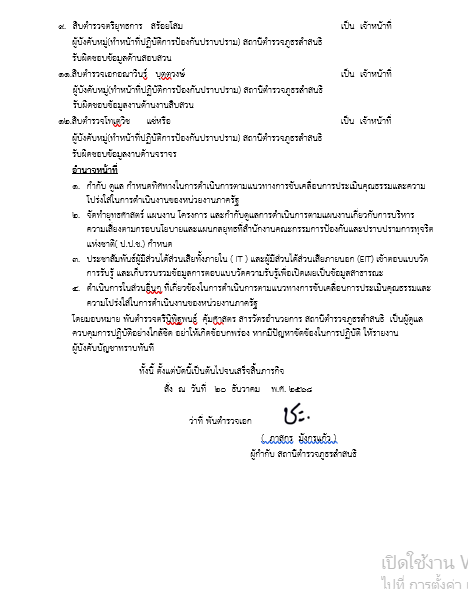 ๙. สิบตำรวจตรียุทธการ สร้อยโสม เป็น เจ้าหน้าที่
ผู้บังคับหมู่(ทำหน้าที่ปฏิบัติการป้องกันปราบปราม) สถานีตำรวจภูธรสำสนธิ
รับผิดชอบข้อมูลด้านสอบสวน
๑๑.สิบตำรวจเอกอณาวินรู้ บุตตวงษ์ เป็น เจ้าหน้าที่
ผู้บังคับหมู่(ทำหน้าที่ปฏิบัติการป้องกันปราบปราม) สถานีตำรวจภูธรสำสนธิ
รับผิดชอบข้อมูลงานด้านงานสืบสวน
๑๒.สิบตำรวจโทเตวิช แซ่หรือ เป็น เจ้าหน้าที่
ผู้บังคับหมู่(ทำหน้าที่ปฏิบัติการป้องกันปราบปราม) สถานีตำรวจภูธรสำสนธิ
รับผิดชอบข้อมูลงานด้านจราจร
อำนาจหน้าที่
๑. กำกับ ดูแล กำหนดทิศทางในการดำเนินการตามแนวทางการขับเคลื่อนการประเมินคุณธรรมและความ
โปร่งใสในการดำเนินงานของหน่วยงานภาครัฐ
๒. จัดทำยุทธศาสตร์ แผนงาน โครงการ และกำกับดูแลการดำเนินการตามแผนงานเกี่ยวกับการบริหาร
ความเสี่ยงตามกรอบนโยบายและแผนกลยุทธที่สำนักงานคณะกรรมการป้องกันและปราบปรามการทุจริต
แห่งชาติ( ป.ป.ช.) กำหนด
๓. ประชาสัมพันธ์ผู้มีส่วนได้ส่วนเสียทั้งภายใน ( IT ) และผู้มีส่วนได้ส่วนเสียภายนอก (EIT) เข้าตอบแบบวัด
การรับรู้ และเก็บรวบรวมข้อมูลการตอบแบบวัดความรับรู้เพื่อเปิดเผยเป็นข้อมูลสาธารณะ
๔. ดำเนินการในส่วนอื่นๆ ที่เกี่ยวข้องในการดำเนินการตามแนวทางการขับเคลื่อนการประเมินคุณธรรมและ
ความโปร่งใสในการดำเนินงานของหน่วยงานภาครัฐ
โดยมอบหมาย พันตำรวจตรีนิพิฐพนธ์ คุ้มศาสตร สารวัตรอำนวยการ สถานีตำรวจภูธรสำสนธิ เป็นผู้ดูแล
ควบคุมการปฏิบัติอย่างใกล้ชิด อย่าให้เกิดข้อบกพร่อง หากมีปัญหาขัดข้องในการปฏิบัติ ให้รายงาน
ผู้บังคับบัญชาทราบทันที
ทั้งนี้ ตั้งแต่บัดนี้เป็นต้นไปจนเสร็จสิ้นภารกิจ
สั่ง ณ วันที่ ๒๐ ธันวาคม พ.ศ. ๒๕๖๘
ว่าที่ พันตำรวจเอก
( ภาสกร มังกรแก้ว )
ผู้กำกับ สถานีตำรวจภูธรสำสนธิ
เปิดใช้งาน W
ไปที่ การตั้งค่า